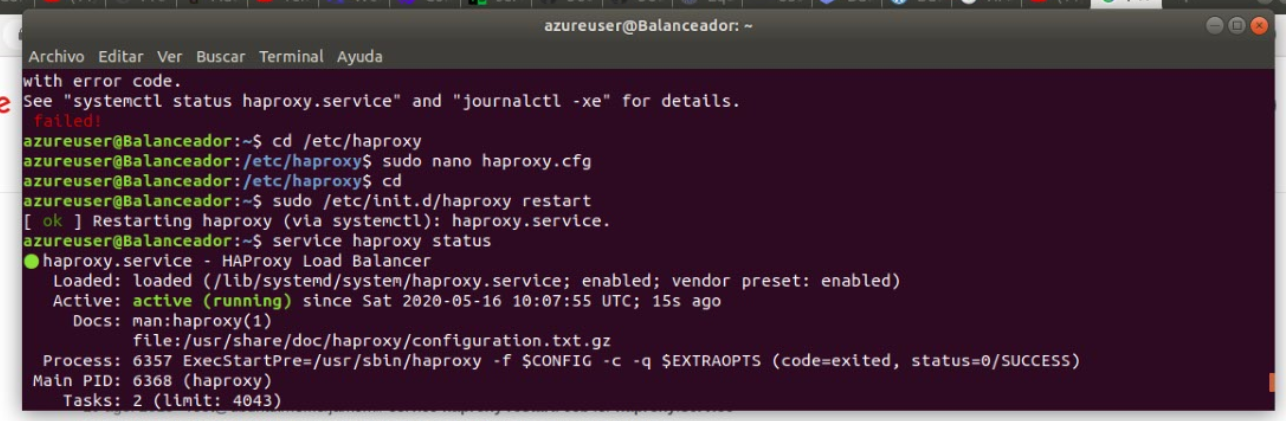 azureuser@Balanceador: ~
Archivo Editar Ver Buscar Terminal Ayuda
with error code.
See "systemctl status haproxy.service" and "journalctl -xe" for details.
failed!
azureuser@Balanceador:~$ cd /etc/haproxy
azureuser@Balanceador:/etc/haproxy$ sudo nano haproxy.cfg
azureuser@Balanceador:/etc/haproxy$ cd
azureuser@Balanceador:~$ sudo /etc/init.d/haproxy restart
[ ok ] Restarting haproxy (via systemctl): haproxy.service.
azureuser@Balanceador:~$ service haproxy status
● haproxy.service - HAProxy Load Balancer
Loaded: loaded (/lib/systemd/system/haproxy.service; enabled; vendor preset: enabled)
Active: active (running) since Sat 2020-05-16 10:07:55 UTC; 15s ago
Docs: man:haproxy(1)
file:/usr/share/doc/haproxy/configuration.txt.gz
Process: 6357 ExecStartPre=/usr/sbin/haproxy -f $CONFIG -c -q $EXTRAOPTS (code=exited, status=0/SUCCESS)
Main PID: 6368 (haproxy)
Tasks: 2 (limit: 4043)